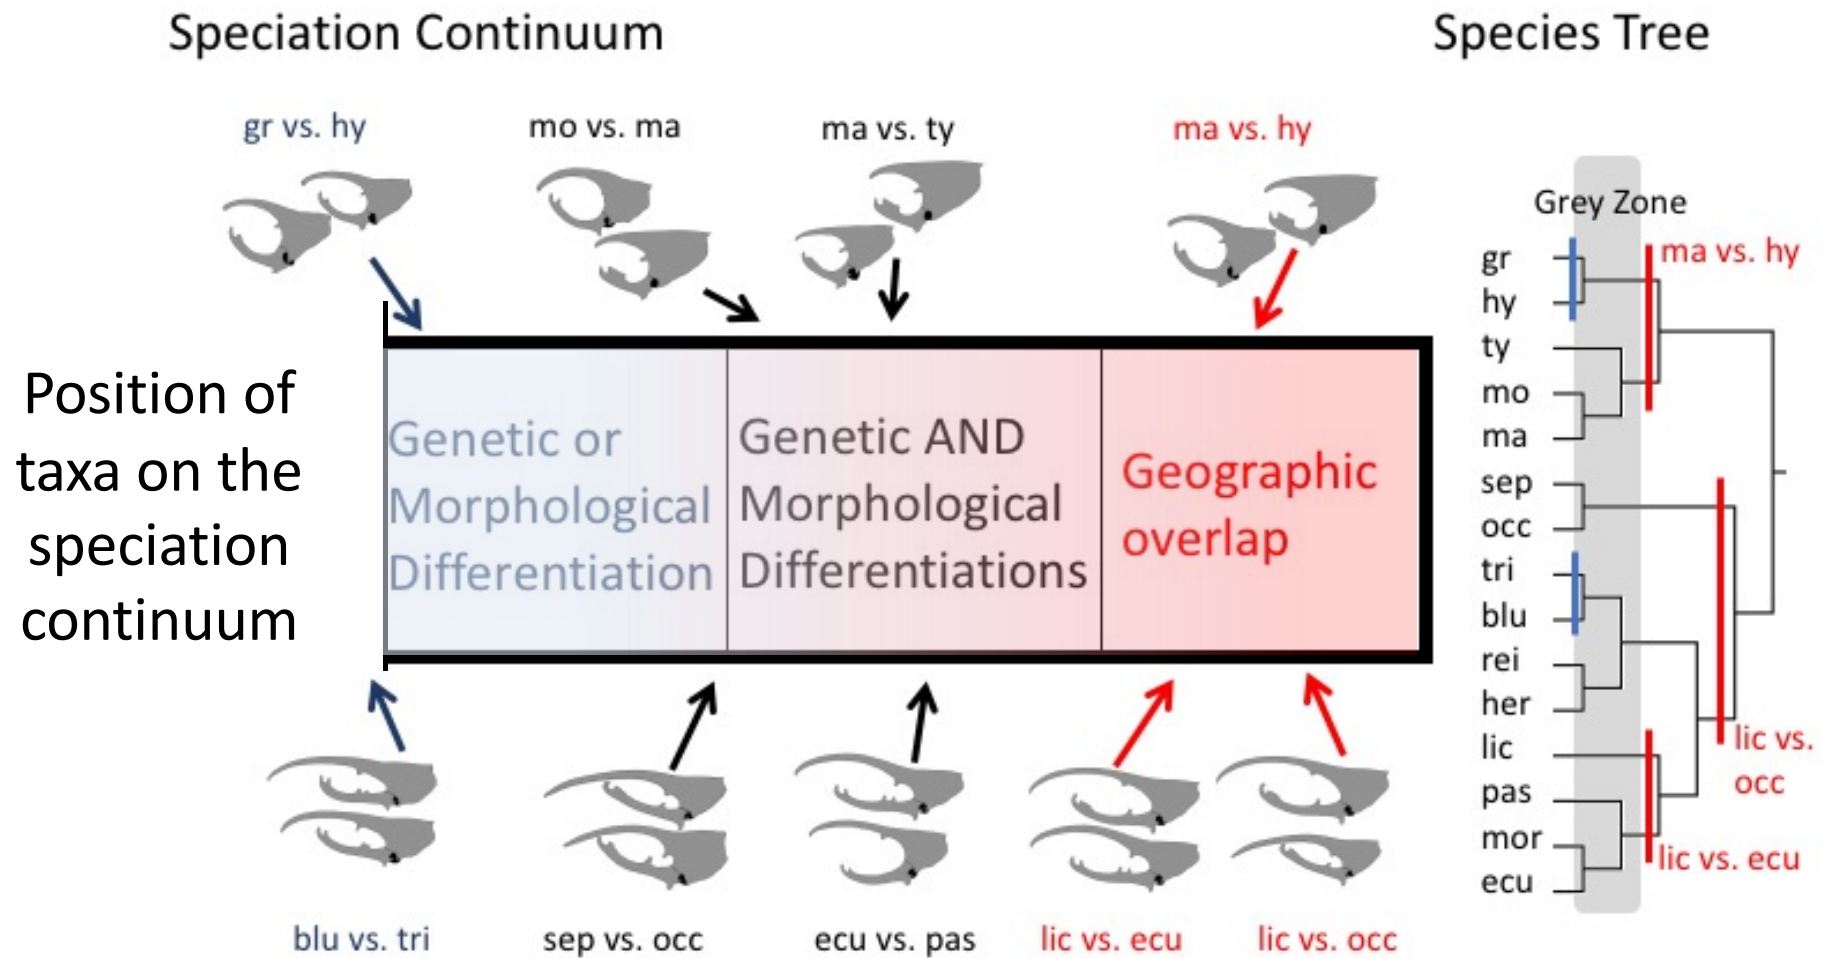 Speciation Continuum
Species Tree
gr vs. hy
mo vs. ma
ma vs. ty
ma vs. hy
Position of
taxa on the
speciation
continuum
Genetic or
Morphological
Differentiation
Genetic AND
Morphological
Differentiations
Geographic
overlap
blu vs. tri
sep vs. occ
ecu vs. pas
lic vs. ecu
lic vs. occ
Grey Zone
gr
hy
ty
mo
ma
sep
occ
tri
blu
rei
her
lic
pas
mor
ecu
ma vs. hy
lic vs.
occ
lic vs. ecu